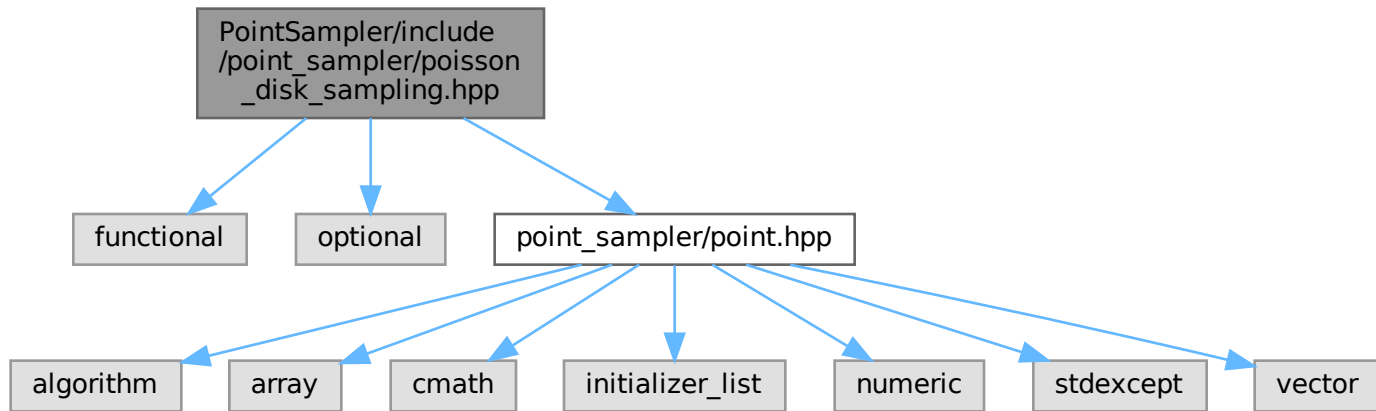 PointSampler/include
/point_sampler/poisson
_disk_sampling.hpp
functional
optional
point_sampler/point.hpp
algorithm
array
cmath
initializer_list
numeric
stdexcept
vector